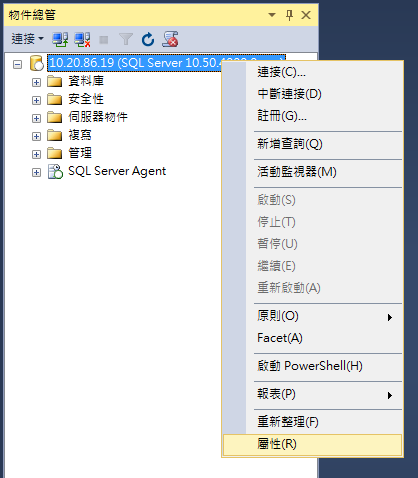 物件總管
連接
10.20.86.19 (SQL Server 10.50.4000.0
資料庫
安全性
伺服器物件
複寫
管理
SQL Server Agent
連接(C)...
中斷連接(D)
註冊(G)...
新增查詢(Q)
活動監視器(M)
啟動(S)
停止(T)
暫停(U)
繼續(E)
重新啟動(A)
原則(O)
Facet(A)
啟動 PowerShell(H)
報表(P)
重新整理(F)
屬性(R)